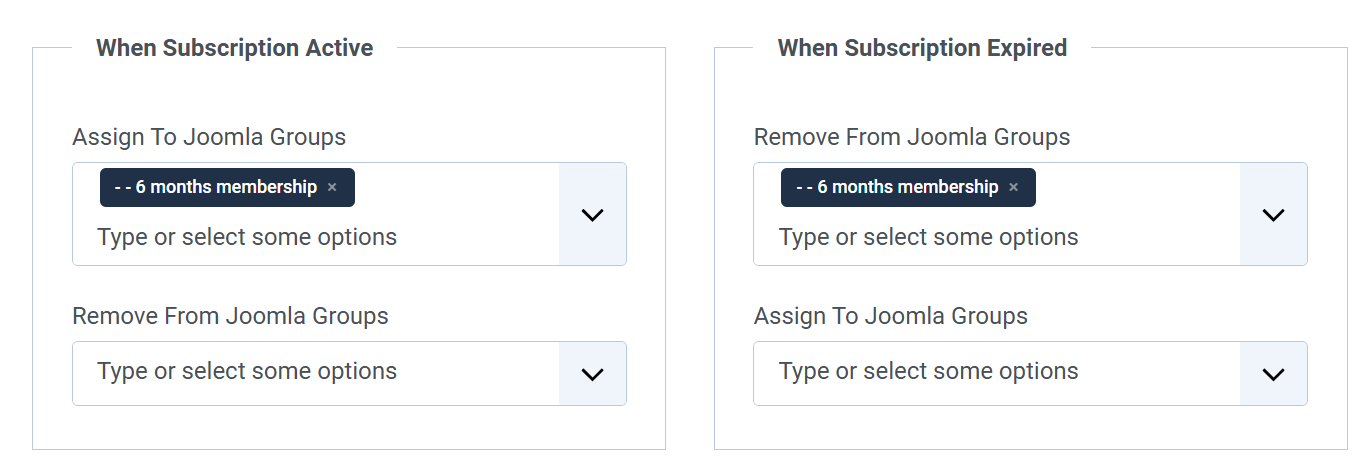 When Subscription Active
Assign To Joomla Groups
- - 6 months membership ×
Type or select some options
Remove From Joomla Groups
Type or select some options
When Subscription Expired
Remove From Joomla Groups
- - 6 months membership ×
Type or select some options
Assign To Joomla Groups
Type or select some options